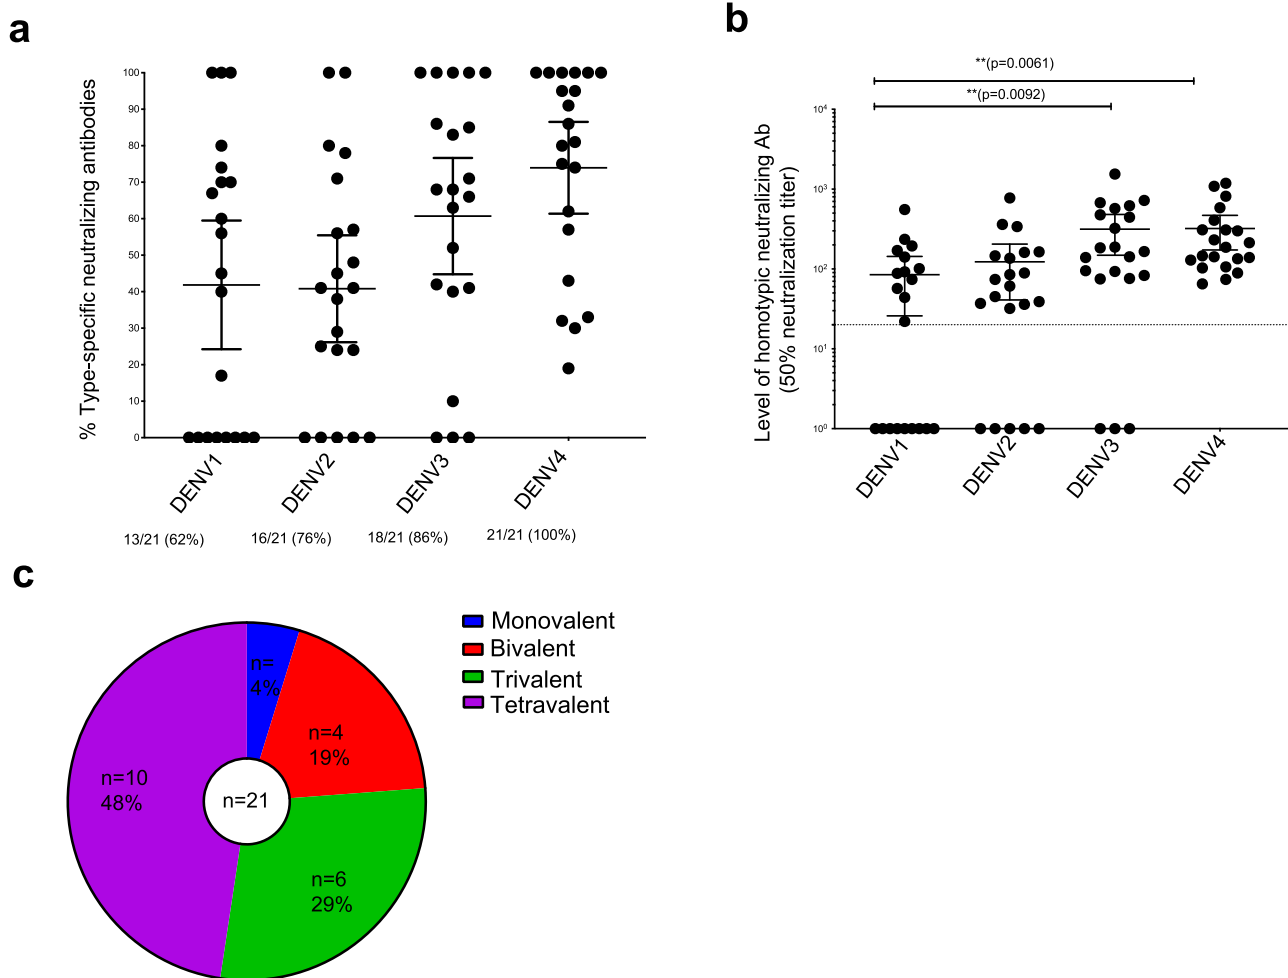 a
% Type-specific neutralizing antibodies
100
90
80
70
60
50
40
30
20
10
0
DENV1
DENV2
DENV3
DENV4
13/21 (62%)
16/21 (76%)
18/21 (86%)
21/21 (100%)
b
**(p=0.0061)
**(p=0.0092)
Level of homotypic neutralizing Ab
(50% neutralization titer)
10⁴
10³
10²
10¹
10⁰
DENV1
DENV2
DENV3
DENV4
c
n=
4%
n=4
19%
n=6
29%
n=10
48%
n=21
Monovalent
Bivalent
Trivalent
Tetravalent